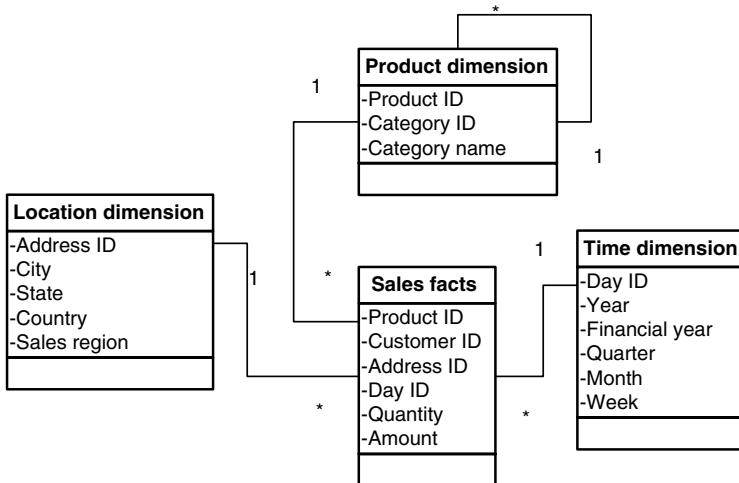 *
Product dimension
1
-Product ID
-Category ID
-Category name
1
Location dimension
-Address ID
-City
-State
-Country
-Sales region
1
*
*
Sales facts
-Product ID
-Customer ID
-Address ID
-Day ID
-Quantity
-Amount
1
*
Time dimension
-Day ID
-Year
-Financial year
-Quarter
-Month
-Week